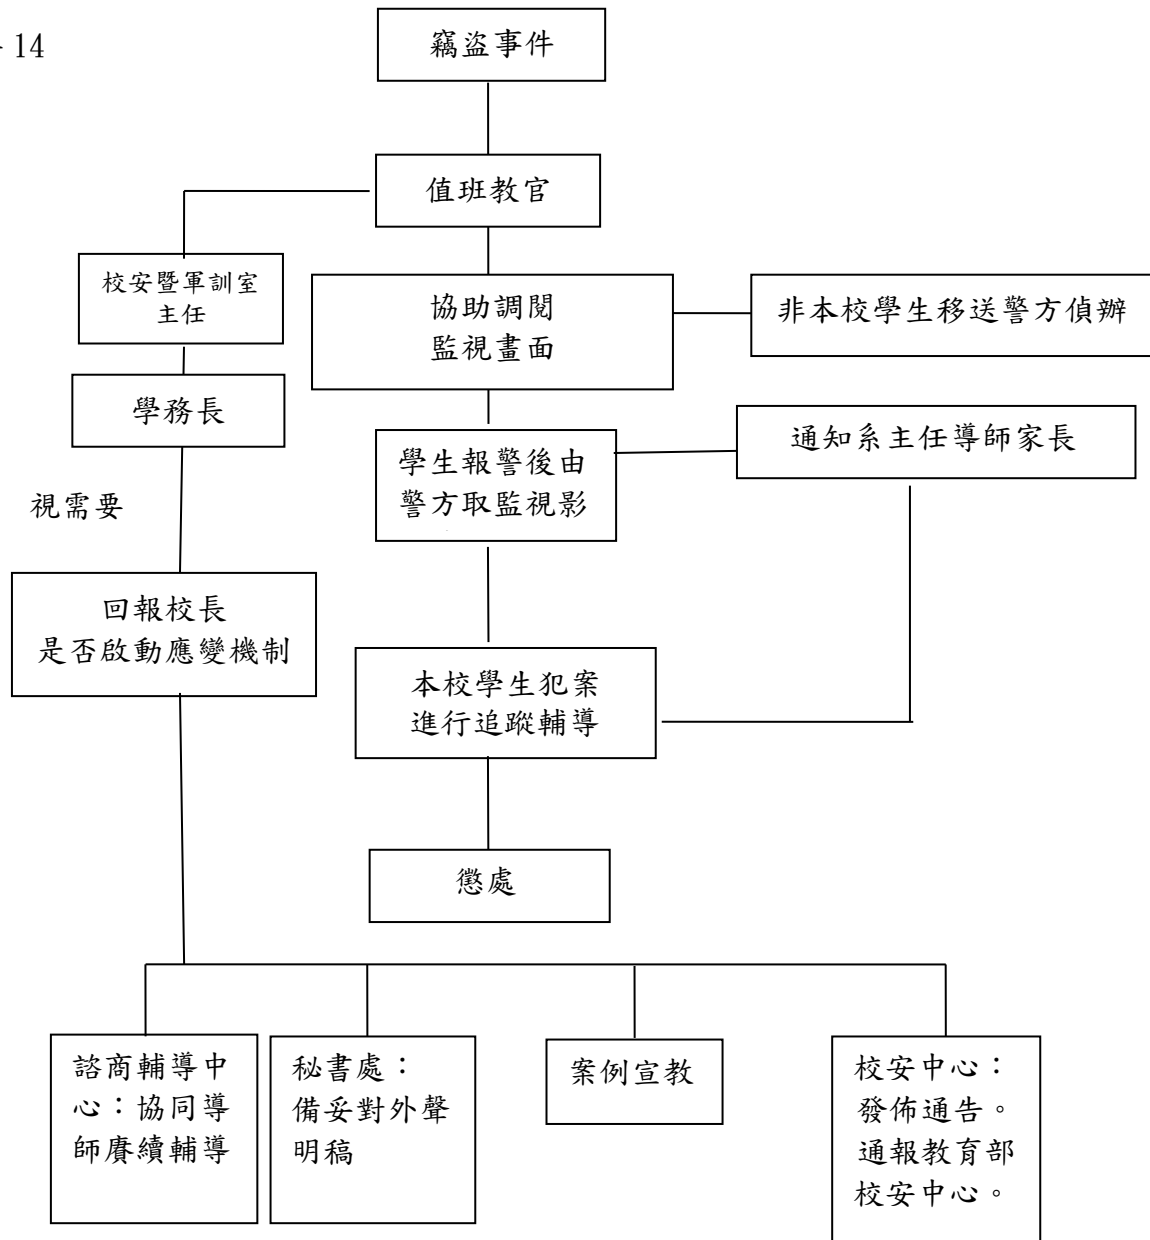 14
竊盜事件
值班教官
校安暨軍訓室
主任
協助調閱
監視畫面
非本校學生移送警方偵辦
學務長
學生報警後由
警方取監視影
通知系主任導師家長
視需要
回報校長
是否啟動應變機制
本校學生犯案
進行追蹤輔導
懲處
諮商輔導中
心：協同導
師賡續輔導
秘書處：
備妥對外聲
明稿
案例宣教
校安中心：
發佈通告。
通報教育部
校安中心。